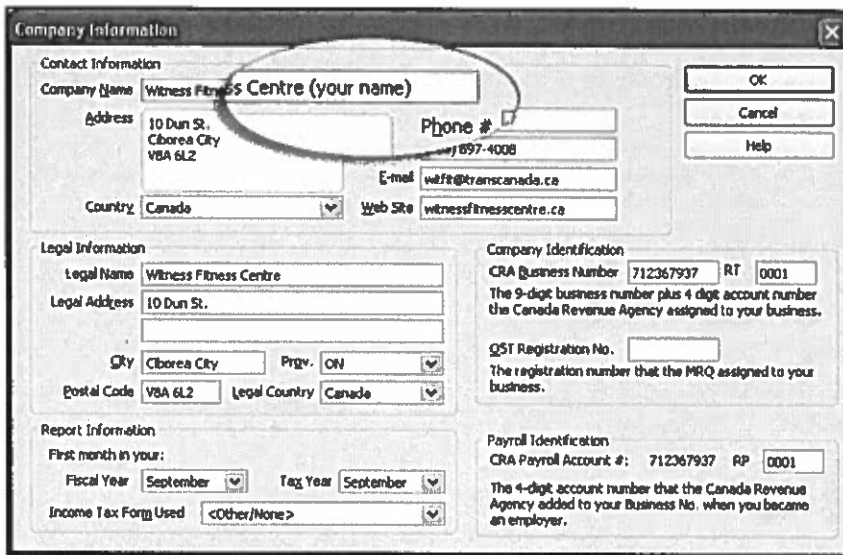 Company Information
Contact Information
Company Name Witness Fitness Centre (your name)
OK
Address 10 Dun St.
Phone #
Cancel
Ciborea City
V8A 6L2
897-4008
Help
E-mail witfit@transcanada.ca
Country Canada
Web Site witnessfitnesscentre.ca
Legal Information
Legal Name Witness Fitness Centre
Legal Address 10 Dun St.
City Ciborea City Prov. ON
Postal Code V8A 6L2 Legal Country Canada
Company Identification
CRA Business Number 712367937 RT 0001
The 9-digit business number plus 4 digit account number
the Canada Revenue Agency assigned to your business.
QST Registration No.
The registration number that the MRQ assigned to your
business.
Report Information
First month in your:
Fiscal Year September Tax Year September
Income Tax Form Used <Other/None>
Payroll Identification
CRA Payroll Account #: 712367937 RP 0001
The 4-digit account number that the Canada Revenue
Agency added to your Business No. when you became
an employer.